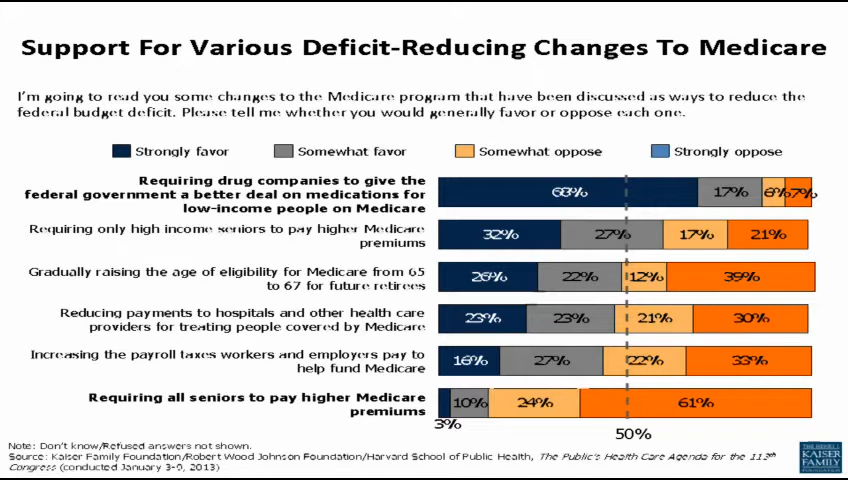 Support For Various Deficit-Reducing Changes To Medicare
I'm going to read you some changes to the Medicare program that have been discussed as ways to reduce the
federal budget deficit. Please tell me whether you would generally favor or oppose each one.
Strongly favor Somewhat favor Somewhat oppose Strongly oppose
Requiring drug companies to give the
federal government a better deal on medications for
low-income people on Medicare
68% 17% 6% 7%
Requiring only high income seniors to pay higher Medicare
premiums
32% 27% 17% 21%
Gradually raising the age of eligibility for Medicare from 65
to 67 for future retirees
26% 22% 12% 39%
Reducing payments to hospitals and other health care
providers for treating people covered by Medicare
23% 23% 21% 30%
Increasing the payroll taxes workers and employers pay to
help fund Medicare
16% 27% 22% 33%
Requiring all seniors to pay higher Medicare
premiums
3% 10% 24% 61%
50%
Note: Don't know/Refused answers not shown.
Source: Kaiser Family Foundation/Robert Wood Johnson Foundation/Harvard School of Public Health, The Public's Health Care Agenda for the 113th
Congress (conducted January 3-9, 2013)
THE HENRY J.
KAISER
FAMILY
FOUNDATION